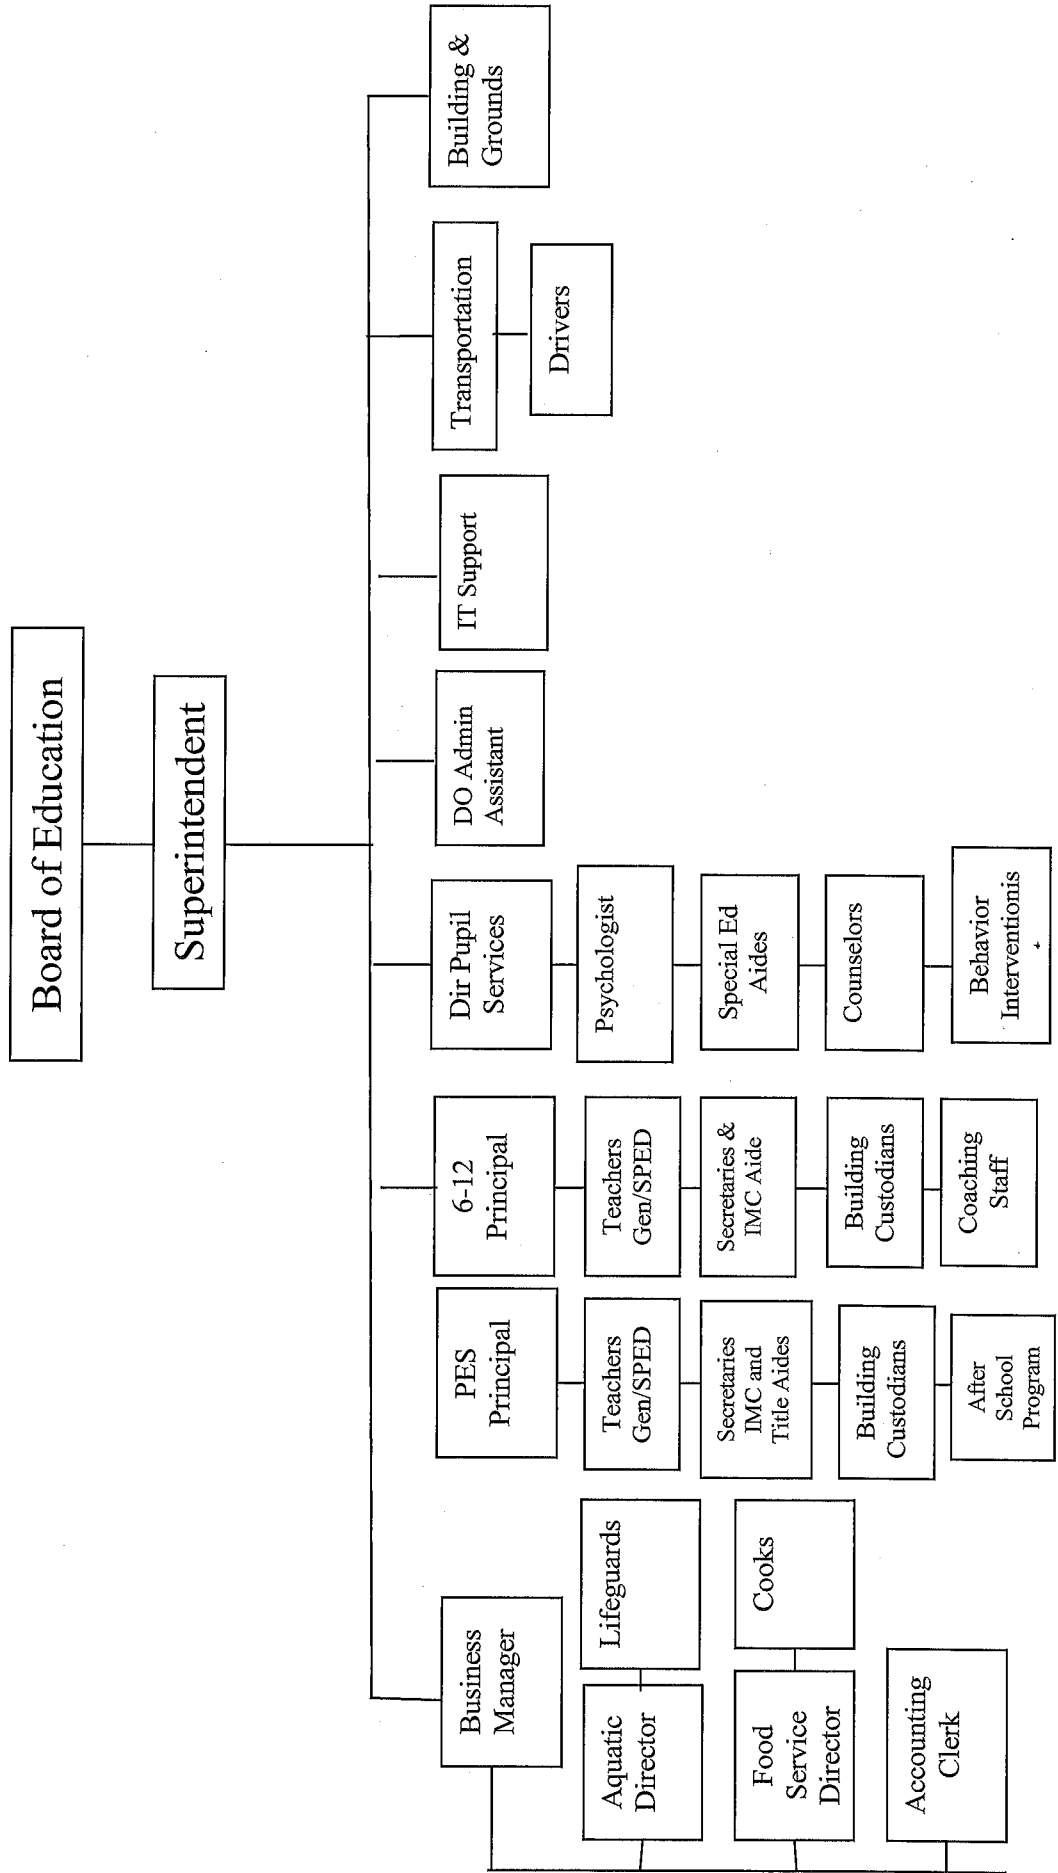 Board of Education
Superintendent
Business
Manager
PES
Principal
6-12
Principal
Dir Pupil
Services
DO Admin
Assistant
IT Support
Transportation
Building &
Grounds
Aquatic
Director
Lifeguards
Teachers
Gen/SPED
Teachers
Gen/SPED
Psychologist
Drivers
Food
Service
Director
Cooks
Secretaries
IMC and
Title Aides
Secretaries &
IMC Aide
Special Ed
Aides
Accounting
Clerk
Building
Custodians
Building
Custodians
Counselors
After
School
Program
Coaching
Staff
Behavior
Interventionis